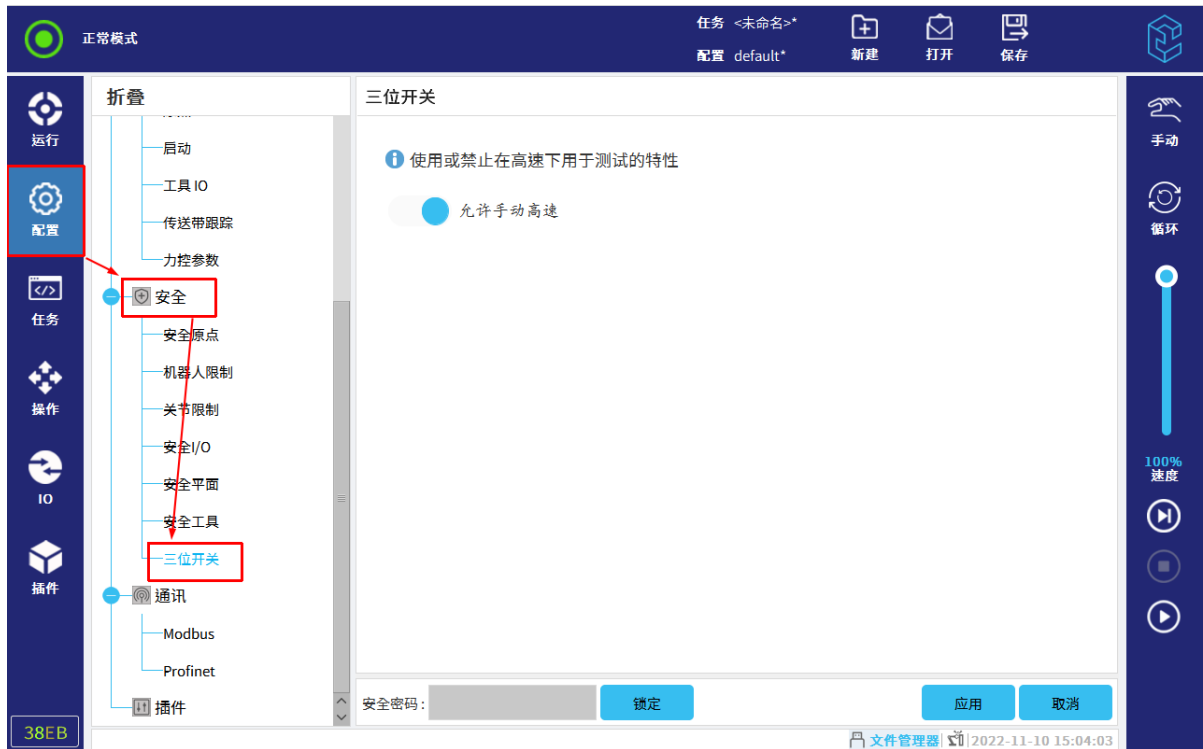 正常模式
任务 <未命名>*
配置 default*
新建
打开
保存
运行
配置
任务
操作
IO
插件
38EB
折叠
启动
工具 IO
传送带跟踪
力控参数
安全
安全原点
机器人限制
关节限制
安全I/O
安全平面
安全工具
三位开关
通讯
Modbus
Profinet
插件
三位开关
使用或禁止在高速下用于测试的特性
允许手动高速
安全密码 :
锁定
应用
取消
文件管理器
2022-11-10 15:04:03
手动
循环
100%
速度